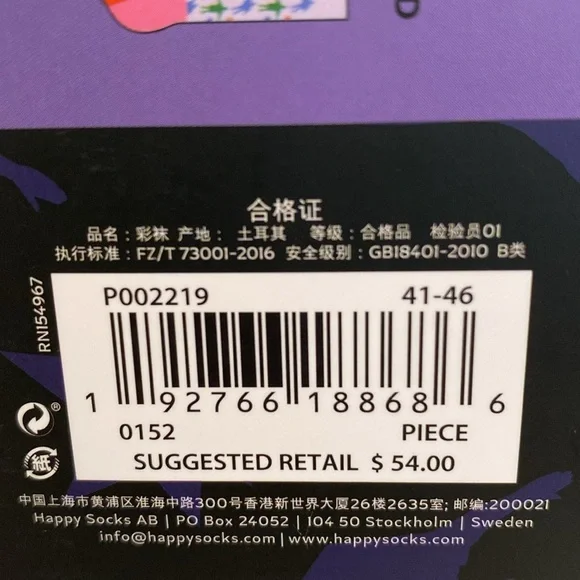 D
合格证
品名：彩袜 产地： 土耳其 等级：合格品 检验员01
执行标准：FZ/T 73001-2016 安全级别：GB18401-2010 B类
RN154967
P002219 41-46
1 92766 18868 6
0152 PIECE
SUGGESTED RETAIL $ 54.00
紙
中国上海市黄浦区淮海中路300号香港新世界大厦26楼2635室; 邮编:200021
Happy Socks AB | PO Box 24052 | 104 50 Stockholm | Sweden
info@happysocks.com | www.happysocks.com